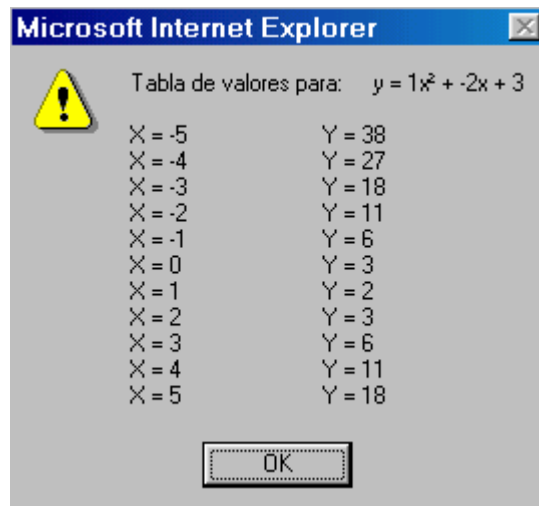 Microsoft Internet Explorer
Tabla de valores para: y = 1x² + -2x + 3
X = -5 Y = 38
X = -4 Y = 27
X = -3 Y = 18
X = -2 Y = 11
X = -1 Y = 6
X = 0 Y = 3
X = 1 Y = 2
X = 2 Y = 3
X = 3 Y = 6
X = 4 Y = 11
X = 5 Y = 18
OK